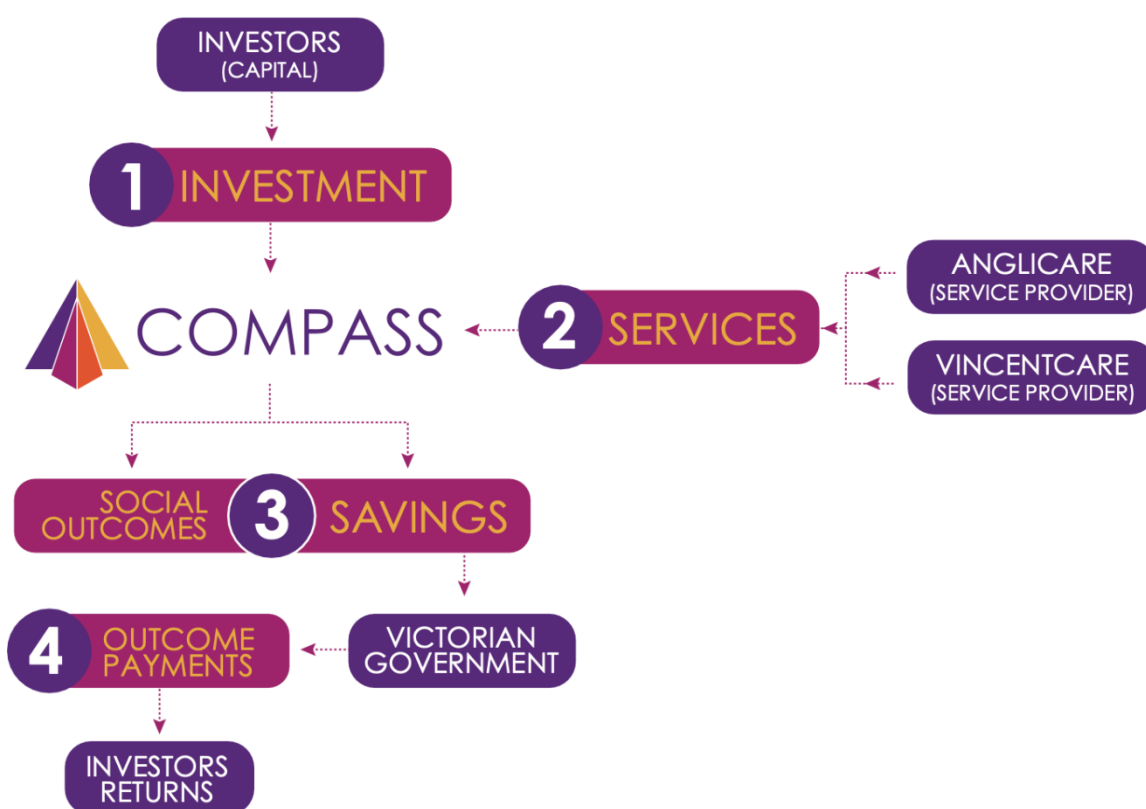 INVESTORS
(CAPITAL)
1 INVESTMENT
COMPASS
2 SERVICES
ANGLICARE
(SERVICE PROVIDER)
VINCENTCARE
(SERVICE PROVIDER)
SOCIAL
OUTCOMES
3 SAVINGS
4 OUTCOME
PAYMENTS
VICTORIAN
GOVERNMENT
INVESTORS
RETURNS